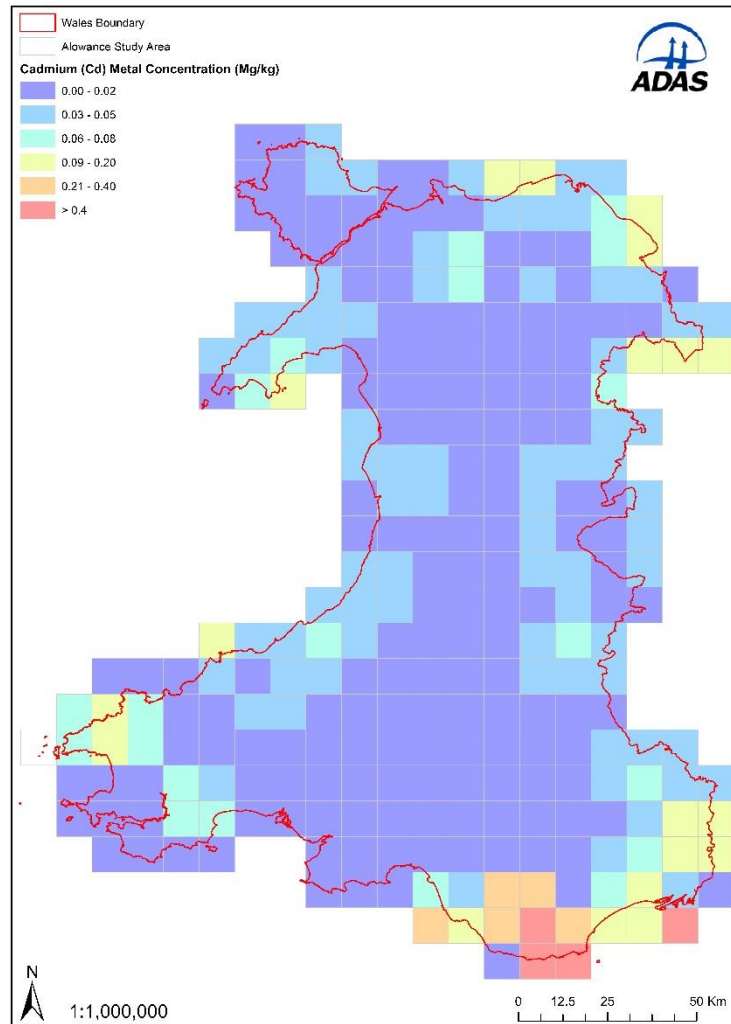 Wales Boundary
Alowance Study Area
Cadmium (Cd) Metal Concentration (Mg/kg)
0.00 - 0.02
0.03 - 0.05
0.06 - 0.08
0.09 - 0.20
0.21 - 0.40
> 0.4
ADAS
N
1:1,000,000
0 12.5 25 50 Km